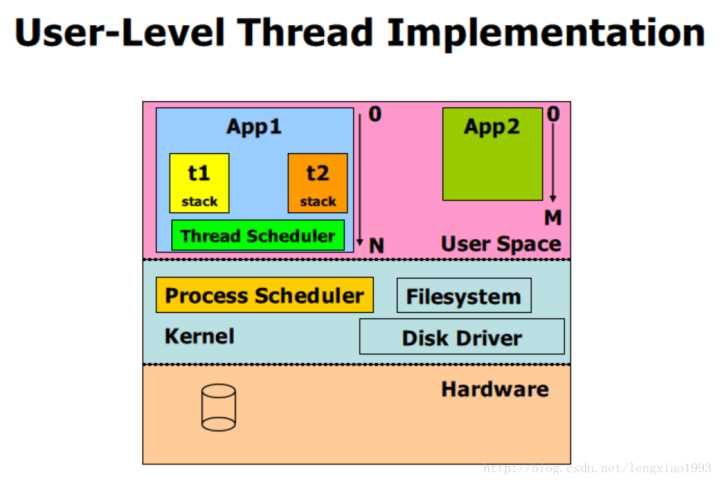 User-Level Thread Implementation
App1
0
App2
0
t1
stack
t2
stack
Thread Scheduler
N
M
User Space
Process Scheduler
Filesystem
Kernel
Disk Driver
Hardware
http://blog.csdn.net/lengxiao1993